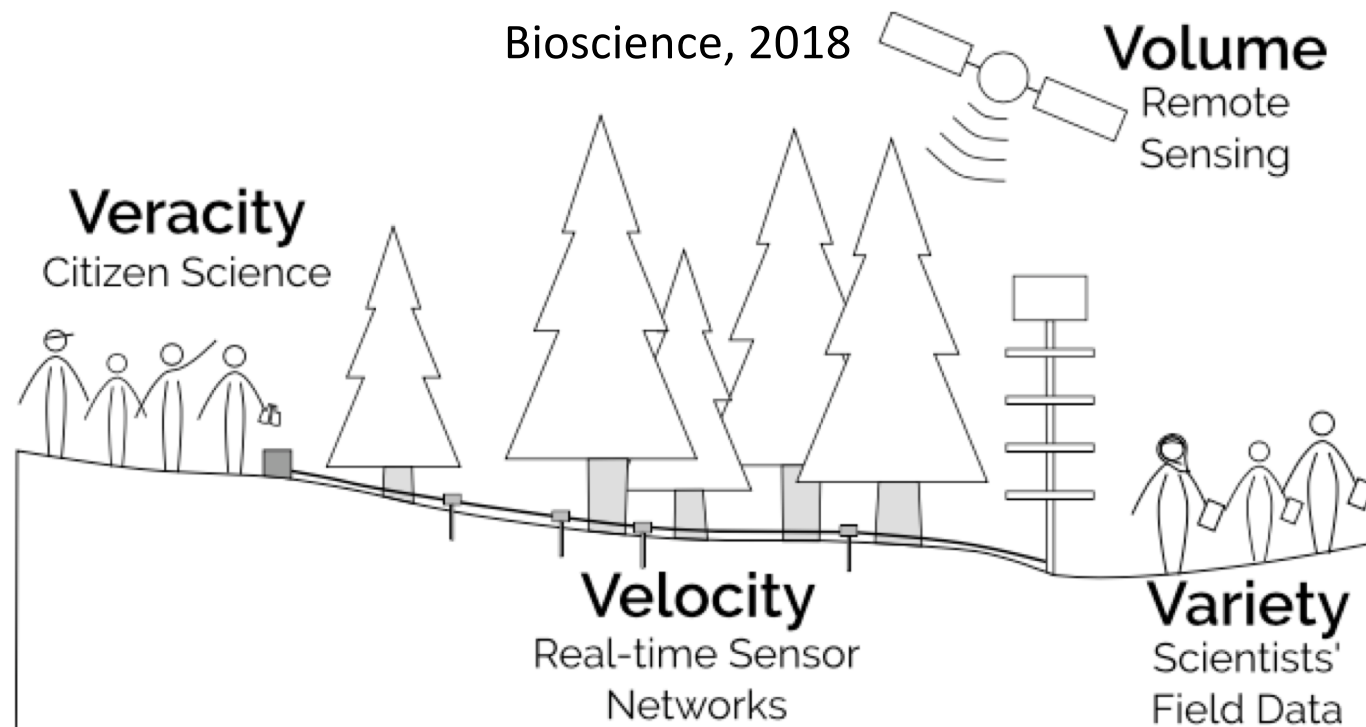 Bioscience, 2018
Volume
Remote
Sensing
Veracity
Citizen Science
Velocity
Real-time Sensor
Networks
Variety
Scientists'
Field Data